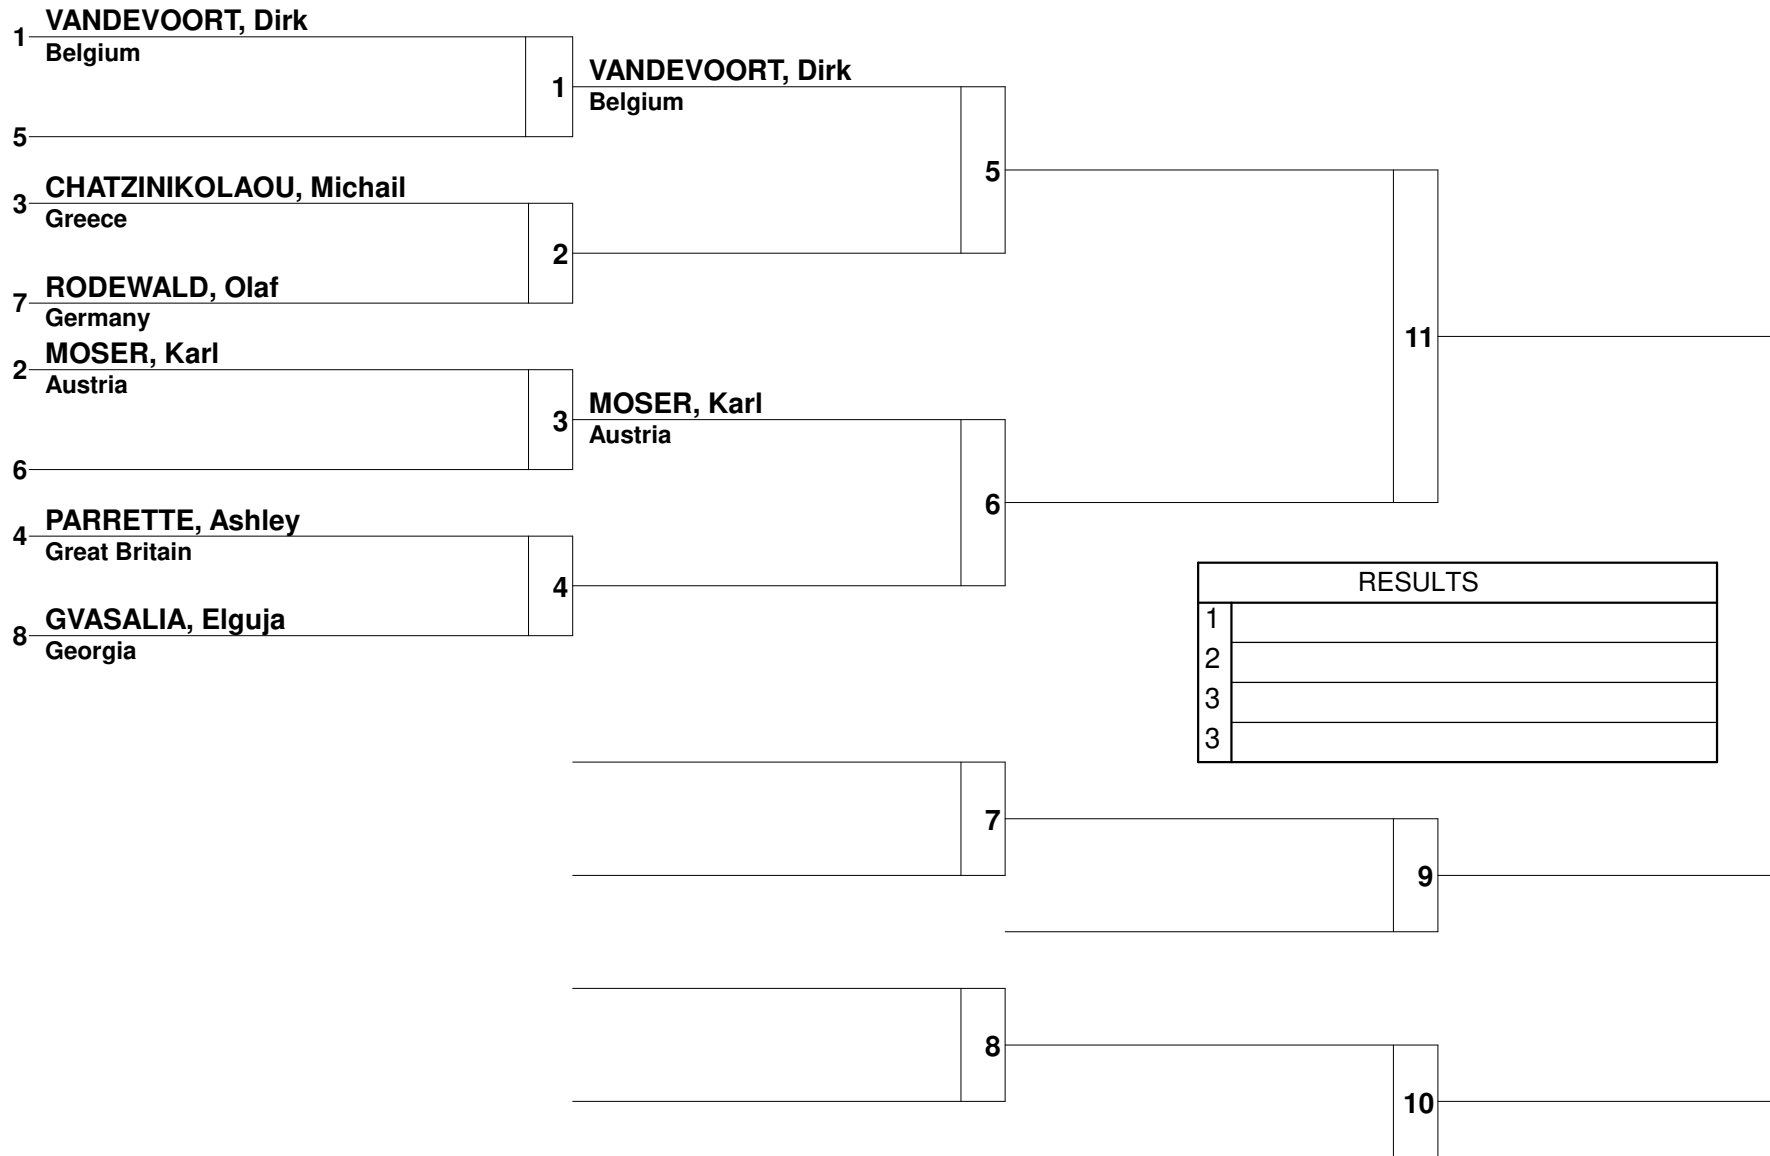 1 VANDEVOORT, Dirk
Belgium
5
1
3 CHATZINIKOLAOU, Michail
Greece
7 RODEWALD, Olaf
Germany
2
2 MOSER, Karl
Austria
6
3
4 PARRETTE, Ashley
Great Britain
8 GVASALIA, Elguja
Georgia
4
VANDEVOORT, Dirk
Belgium
5
MOSER, Karl
Austria
6
11
RESULTS
1
2
3
3
7
9
8
10